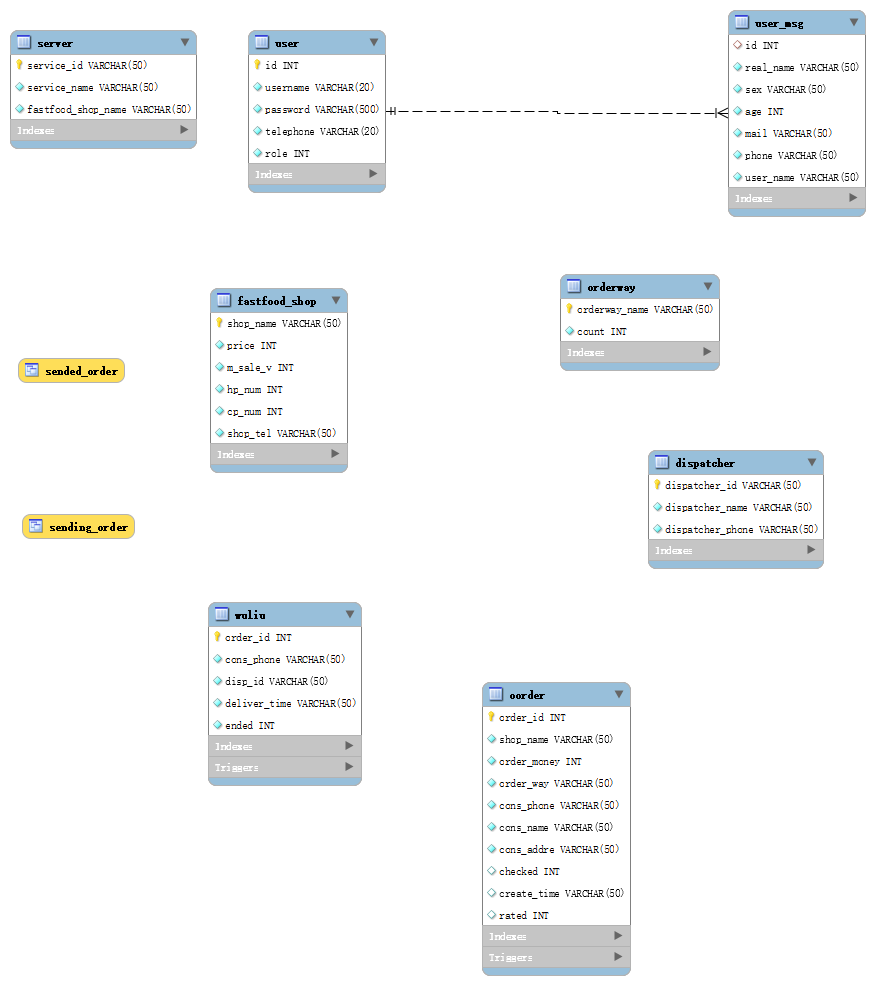 server
service_id VARCHAR(50)
service_name VARCHAR(50)
fastfood_shop_name VARCHAR(50)
Indexes
user
id INT
username VARCHAR(20)
password VARCHAR(500)
telephone VARCHAR(20)
role INT
Indexes
user_msg
id INT
real_name VARCHAR(50)
sex VARCHAR(50)
age INT
mail VARCHAR(50)
phone VARCHAR(50)
user_name VARCHAR(50)
Indexes
fastfood_shop
shop_name VARCHAR(50)
price INT
m_sale_v INT
hp_num INT
cp_num INT
shop_tel VARCHAR(50)
Indexes
orderway
orderway_name VARCHAR(50)
count INT
Indexes
sended_order
dispatcher
dispatcher_id VARCHAR(50)
dispatcher_name VARCHAR(50)
dispatcher_phone VARCHAR(50)
Indexes
sending_order
wuliu
order_id INT
cons_phone VARCHAR(50)
disp_id VARCHAR(50)
deliver_time VARCHAR(50)
ended INT
Indexes
Triggers
oorder
order_id INT
shop_name VARCHAR(50)
order_money INT
order_way VARCHAR(50)
cons_phone VARCHAR(50)
cons_name VARCHAR(50)
cons_addre VARCHAR(50)
checked INT
create_time VARCHAR(50)
rated INT
Indexes
Triggers